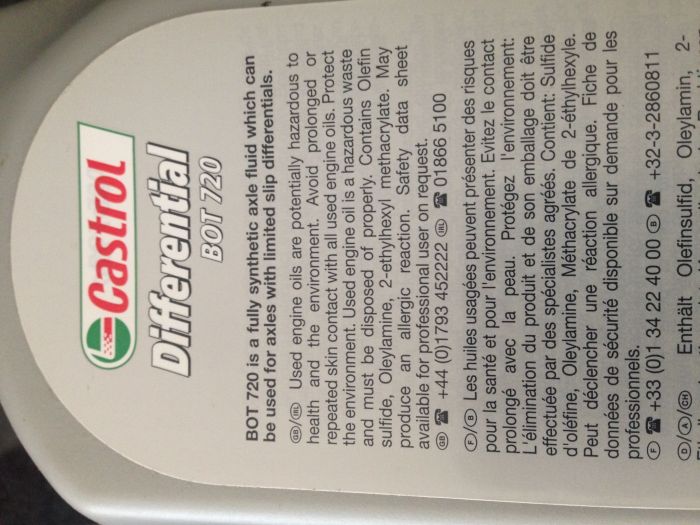 Castrol
Differential
BOT 720
BOT 720 is a fully synthetic axle fluid which can
be used for axles with limited slip differentials.
GB/IRL Used engine oils are potentially hazardous to
health and the environment. Avoid prolonged or
repeated skin contact with all used engine oils. Protect
the environment. Used engine oil is a hazardous waste
and must be disposed of properly. Contains Olefin
sulfide, Oleylamine, 2-ethylhexyl methacrylate. May
produce an allergic reaction. Safety data sheet
available for professional user on request.
GB ☎ +44 (0)1793 452222 IRL ☎ 01866 5100
F/B Les huiles usagées peuvent présenter des risques
pour la santé et pour l'environnement. Evitez le contact
prolongé avec la peau. Protégez l'environnement:
L'élimination du produit et de son emballage doit être
effectuée par des spécialistes agréés. Contient: Sulfide
d'oléfine, Oleylamine, Méthacrylate de 2-éthylhexyle.
Peut déclencher une réaction allergique. Fiche de
données de sécurité disponible sur demande pour les
professionnels.
F ☎ +33 (0)1 34 22 40 00 B ☎ +32-3-2860811
D/A/CH Enthält Olefinsulfid, Oleylamin, 2-